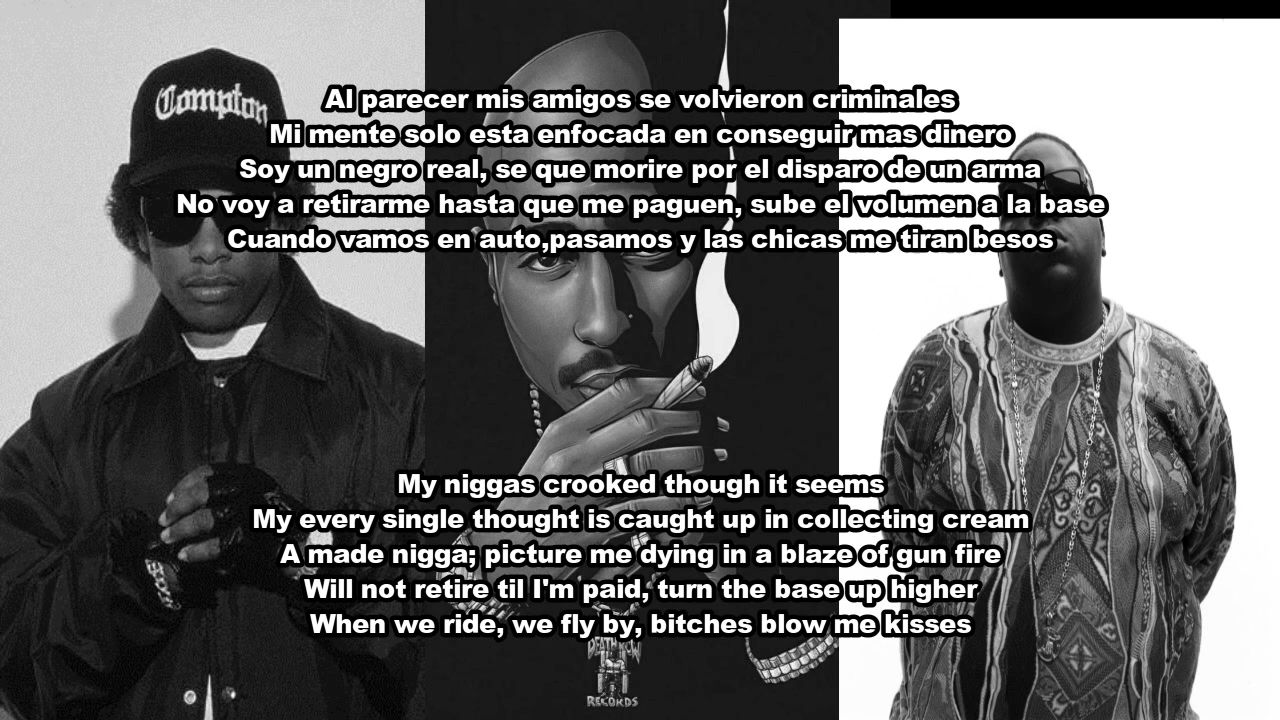 Compton
Al parecer mis amigos se volvieron criminales
Mi mente solo esta enfocada en conseguir mas dinero
Soy un negro real, se que morire por el disparo de un arma
No voy a retirarme hasta que me paguen, sube el volumen a la base
Cuando vamos en auto,pasamos y las chicas me tiran besos
My niggas crooked though it seems
My every single thought is caught up in collecting cream
A made nigga; picture me dying in a blaze of gun fire
Will not retire til I'm paid, turn the base up higher
When we ride, we fly by, bitches blow me kisses
DEATH ROW
RECORDS